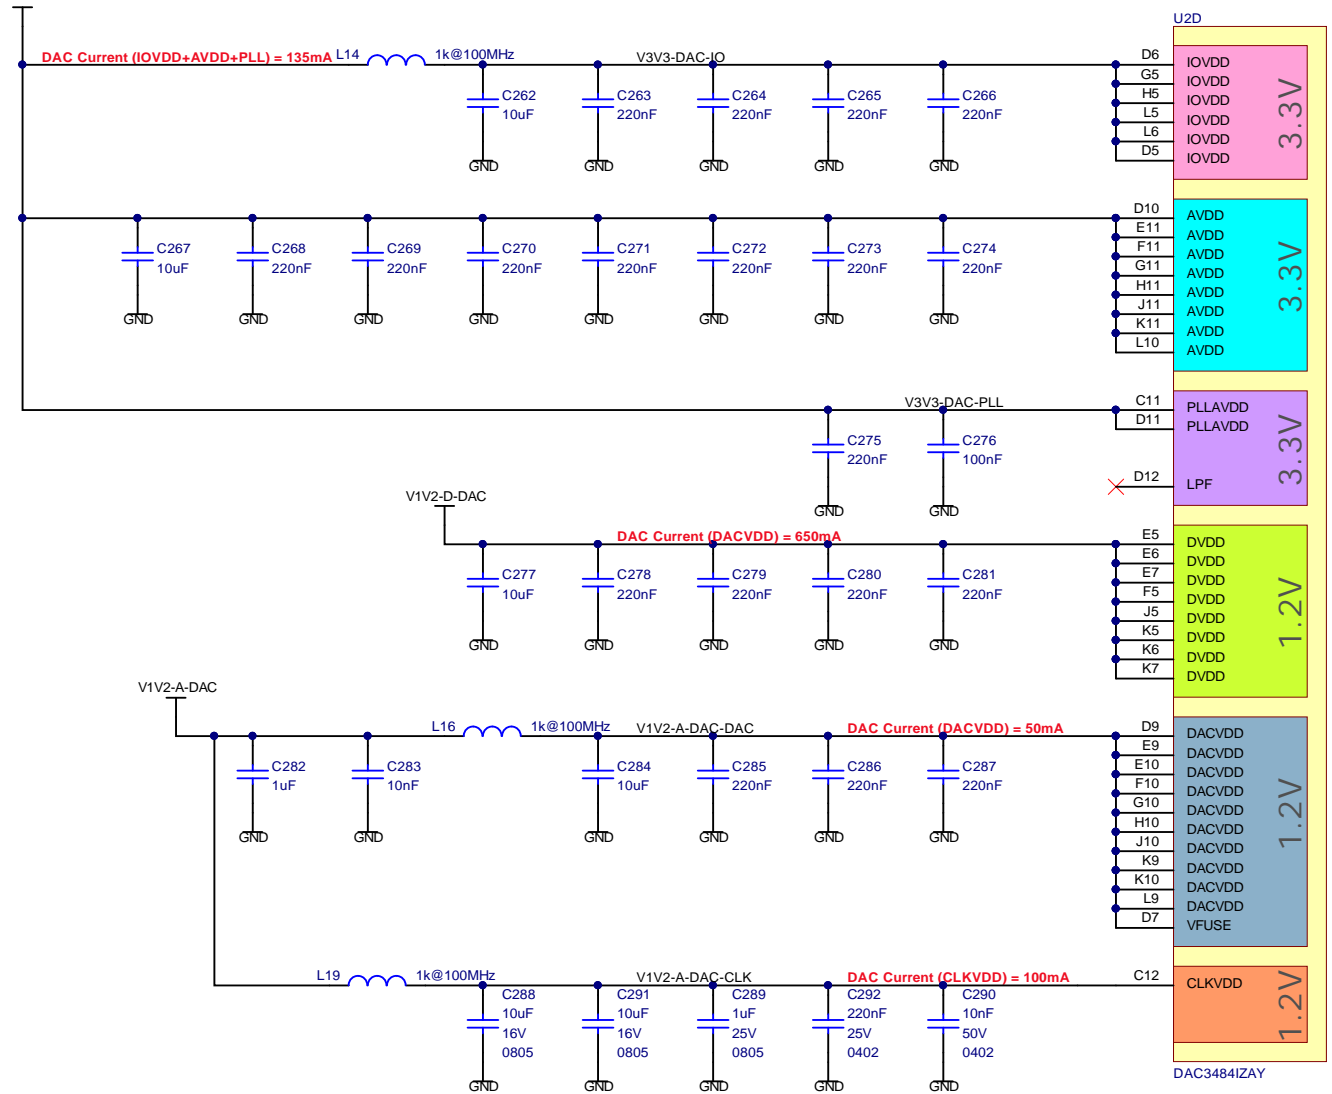 U2D
DAC Current (IOVDD+AVDD+PLL) = 135mA L14 1k@100MHz V3V3-DAC-IO
D6 IOVDD
G5 IOVDD
H5 IOVDD
L5 IOVDD
L6 IOVDD
D5 IOVDD
3.3V
C262 C263 C264 C265 C266
10uF 220nF 220nF 220nF 220nF
GND GND GND GND GND
D10 AVDD
E11 AVDD
F11 AVDD
G11 AVDD
H11 AVDD
J11 AVDD
K11 AVDD
L10 AVDD
3.3V
C267 C268 C269 C270 C271 C272 C273 C274
10uF 220nF 220nF 220nF 220nF 220nF 220nF 220nF
GND GND GND GND GND GND GND GND
V3V3-DAC-PLL
C11 PLLAVDD
D11 PLLAVDD
D12 LPF
3.3V
C275 C276
220nF 100nF
GND GND
V1V2-D-DAC
DAC Current (DACVDD) = 650mA
E5 DVDD
E6 DVDD
E7 DVDD
F5 DVDD
J5 DVDD
K5 DVDD
K6 DVDD
K7 DVDD
1.2V
C277 C278 C279 C280 C281
10uF 220nF 220nF 220nF 220nF
GND GND GND GND GND
V1V2-A-DAC
L16 1k@100MHz V1V2-A-DAC-DAC DAC Current (DACVDD) = 50mA
D9 DACVDD
E9 DACVDD
E10 DACVDD
F10 DACVDD
G10 DACVDD
H10 DACVDD
J10 DACVDD
K9 DACVDD
K10 DACVDD
L9 DACVDD
D7 VFUSE
1.2V
C282 C283 C284 C285 C286 C287
1uF 10nF 10uF 220nF 220nF 220nF
GND GND GND GND GND GND
L19 1k@100MHz V1V2-A-DAC-CLK DAC Current (CLKVDD) = 100mA
C12 CLKVDD
1.2V
C288 C291 C289 C292 C290
10uF 10uF 1uF 220nF 10nF
16V 16V 25V 25V 50V
0805 0805 0805 0402 0402
GND GND GND GND GND
DAC3484IZAY